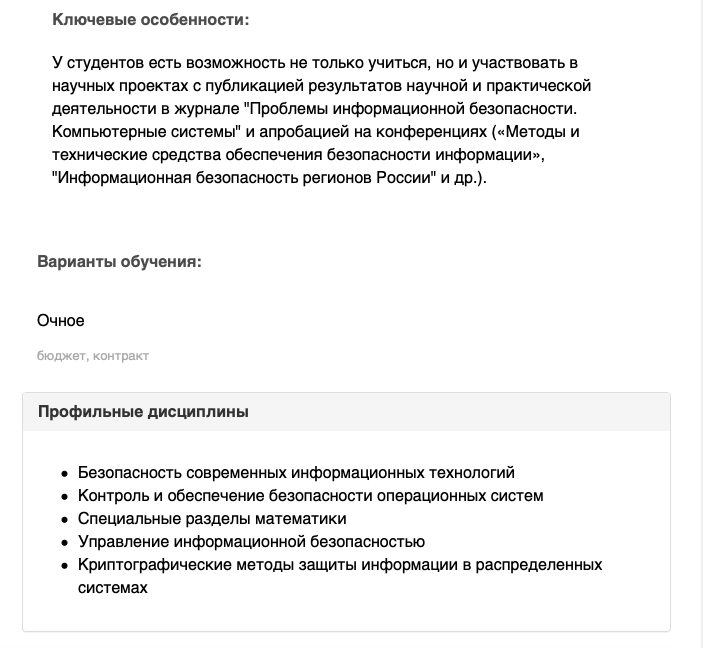 Ключевые особенности:
У студентов есть возможность не только учиться, но и участвовать в
научных проектах с публикацией результатов научной и практической
деятельности в журнале "Проблемы информационной безопасности.
Компьютерные системы" и апробацией на конференциях («Методы и
технические средства обеспечения безопасности информации»,
"Информационная безопасность регионов России" и др.).
Варианты обучения:
Очное
бюджет, контракт
Профильные дисциплины
• Безопасность современных информационных технологий
• Контроль и обеспечение безопасности операционных систем
• Специальные разделы математики
• Управление информационной безопасностью
• Криптографические методы защиты информации в распределенных
системах